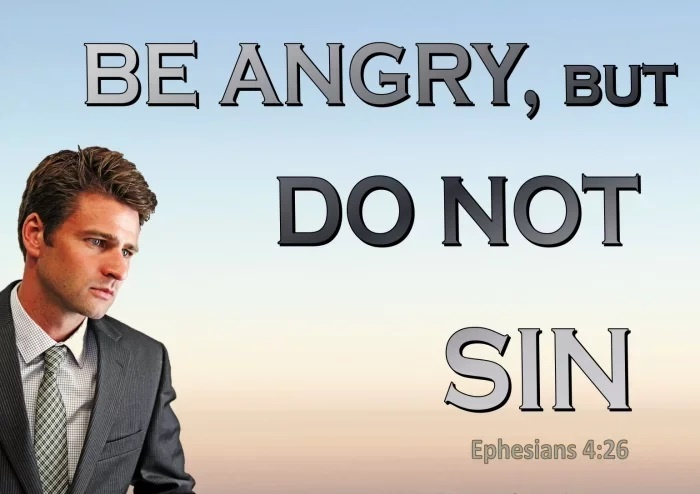 BE ANGRY, BUT
DO NOT
SIN
Ephesians 4:26